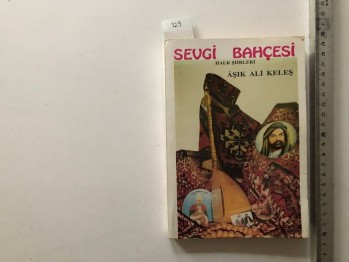 SEVGİ BAHÇESİ
HALK ŞİİRLERİ
ÂŞIK ALİ KELEŞ